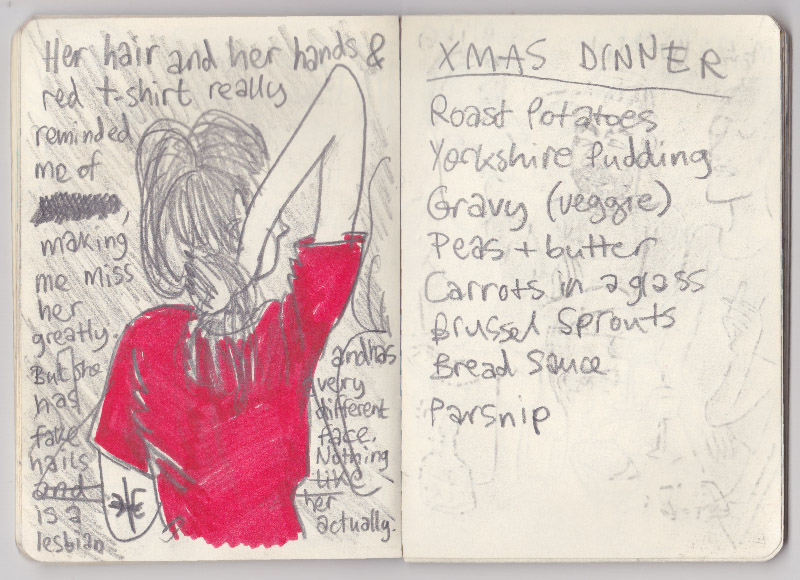 Her hair and her hands &
red t-shirt really
reminded
me of
,
making
me miss
her
greatly.
But she
has
fake
nails
and
is a
lesbian
and has
very
different
face.
Nothing
like
her
actually.
XMAS DINNER
Roast Potatoes
Yorkshire Pudding
Gravy (veggie)
Peas + butter
Carrots in a glass
Brussel Sprouts
Bread Sauce
Parsnip